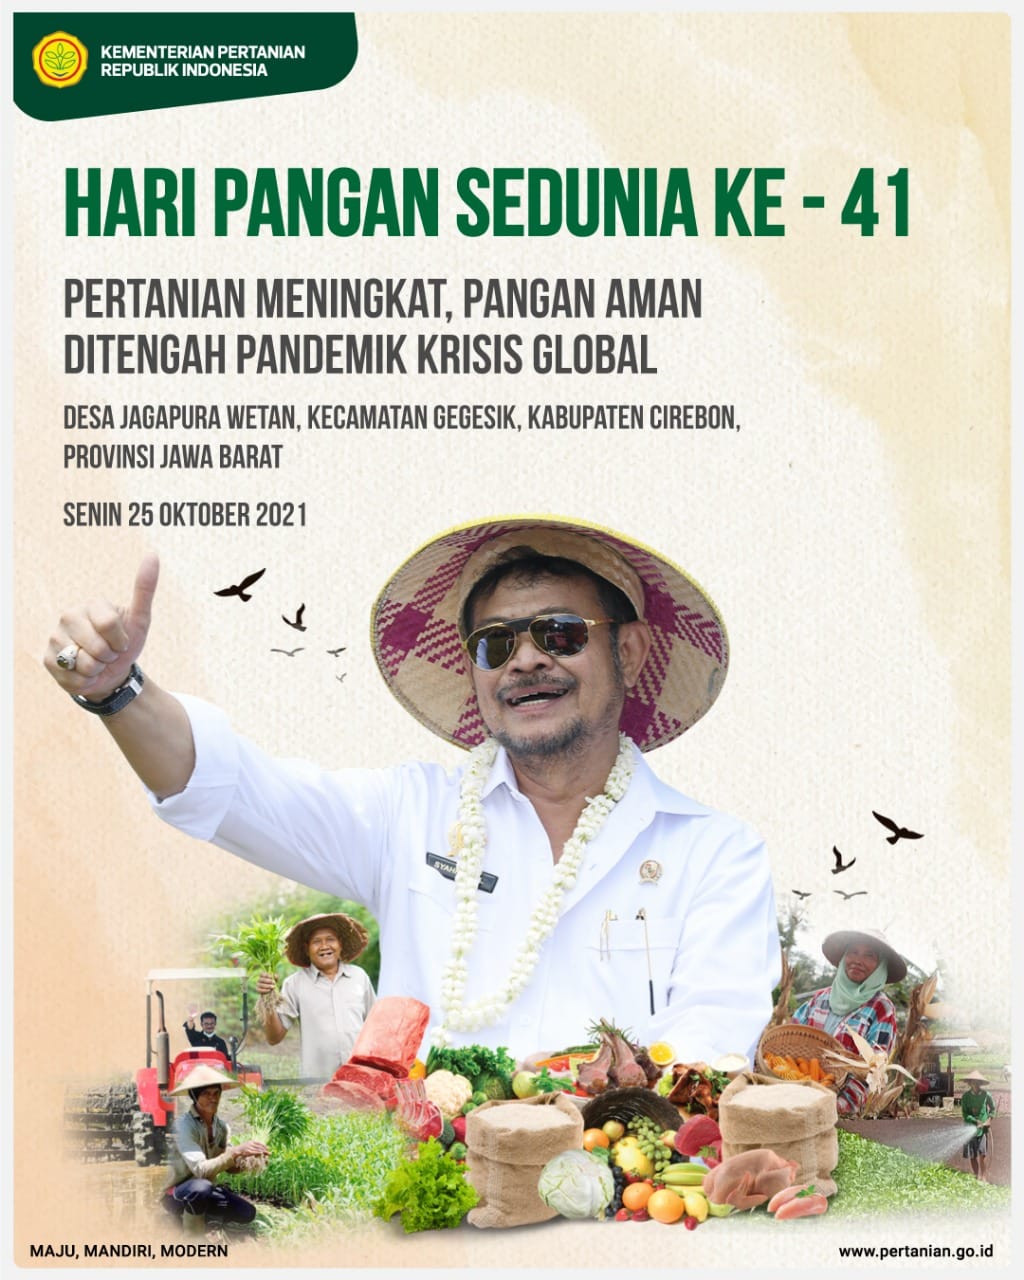 KEMENTERIAN PERTANIAN
REPUBLIK INDONESIA
HARI PANGAN SEDUNIA KE - 41
PERTANIAN MENINGKAT, PANGAN AMAN
DITENGAH PANDEMIK KRISIS GLOBAL
DESA JAGAPURA WETAN, KECAMATAN GEGESIK, KABUPATEN CIREBON,
PROVINSI JAWA BARAT
SENIN 25 OKTOBER 2021
MAJU, MANDIRI, MODERN
www.pertanian.go.id